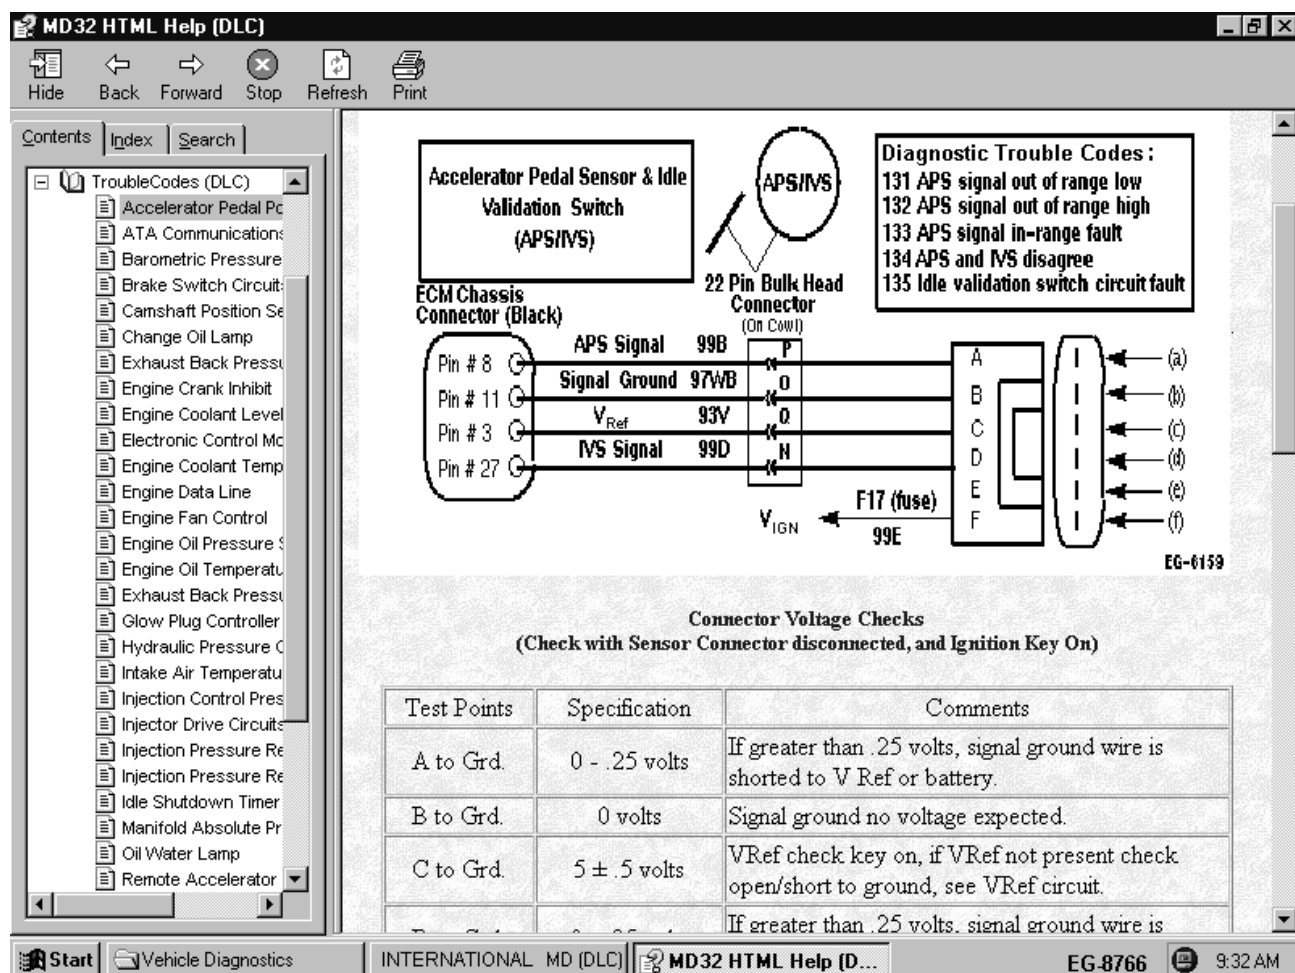 MD32 HTML Help (DLC)
Hide Back Forward Stop Refresh Print
Contents Index Search
TroubleCodes (DLC)
Accelerator Pedal Po
ATA Communications
Barometric Pressure
Brake Switch Circuit
Camshaft Position Se
Change Oil Lamp
Exhaust Back Pressu
Engine Crank Inhibit
Engine Coolant Level
Electronic Control Mo
Engine Coolant Temp
Engine Data Line
Engine Fan Control
Engine Oil Pressure S
Engine Oil Temperatu
Exhaust Back Pressu
Glow Plug Controller
Hydraulic Pressure C
Intake Air Temperatu
Injection Control Pres
Injector Drive Circuits
Injection Pressure Re
Injection Pressure Re
Idle Shutdown Timer
Manifold Absolute Pr
Oil Water Lamp
Remote Accelerator
Accelerator Pedal Sensor & Idle
Validation Switch
(APS/IVS)
APS/IVS
22 Pin Bulk Head
Connector
(On Cowl)
Diagnostic Trouble Codes :
131 APS signal out of range low
132 APS signal out of range high
133 APS signal in-range fault
134 APS and IVS disagree
135 Idle validation switch circuit fault
ECM Chassis
Connector (Black)
Pin # 8 APS Signal 99B P A (a)
Pin # 11 Signal Ground 97WB O B (b)
Pin # 3 VRef 93V Q C (c)
Pin # 27 IVS Signal 99D N D (d)
E (e)
F (f)
VIGN F17 (fuse)
99E
EG-6159
Connector Voltage Checks
(Check with Sensor Connector disconnected, and Ignition Key On)
Test Points Specification Comments
A to Grd. 0 - .25 volts If greater than .25 volts, signal ground wire is
shorted to V Ref or battery.
B to Grd. 0 volts Signal ground no voltage expected.
C to Grd. 5 ± .5 volts VRef check key on, if VRef not present check
open/short to ground, see VRef circuit.
If greater than .25 volts, signal ground wire is
Start Vehicle Diagnostics INTERNATIONAL MD (DLC) MD32 HTML Help (D... EG-8766 9:32 AM